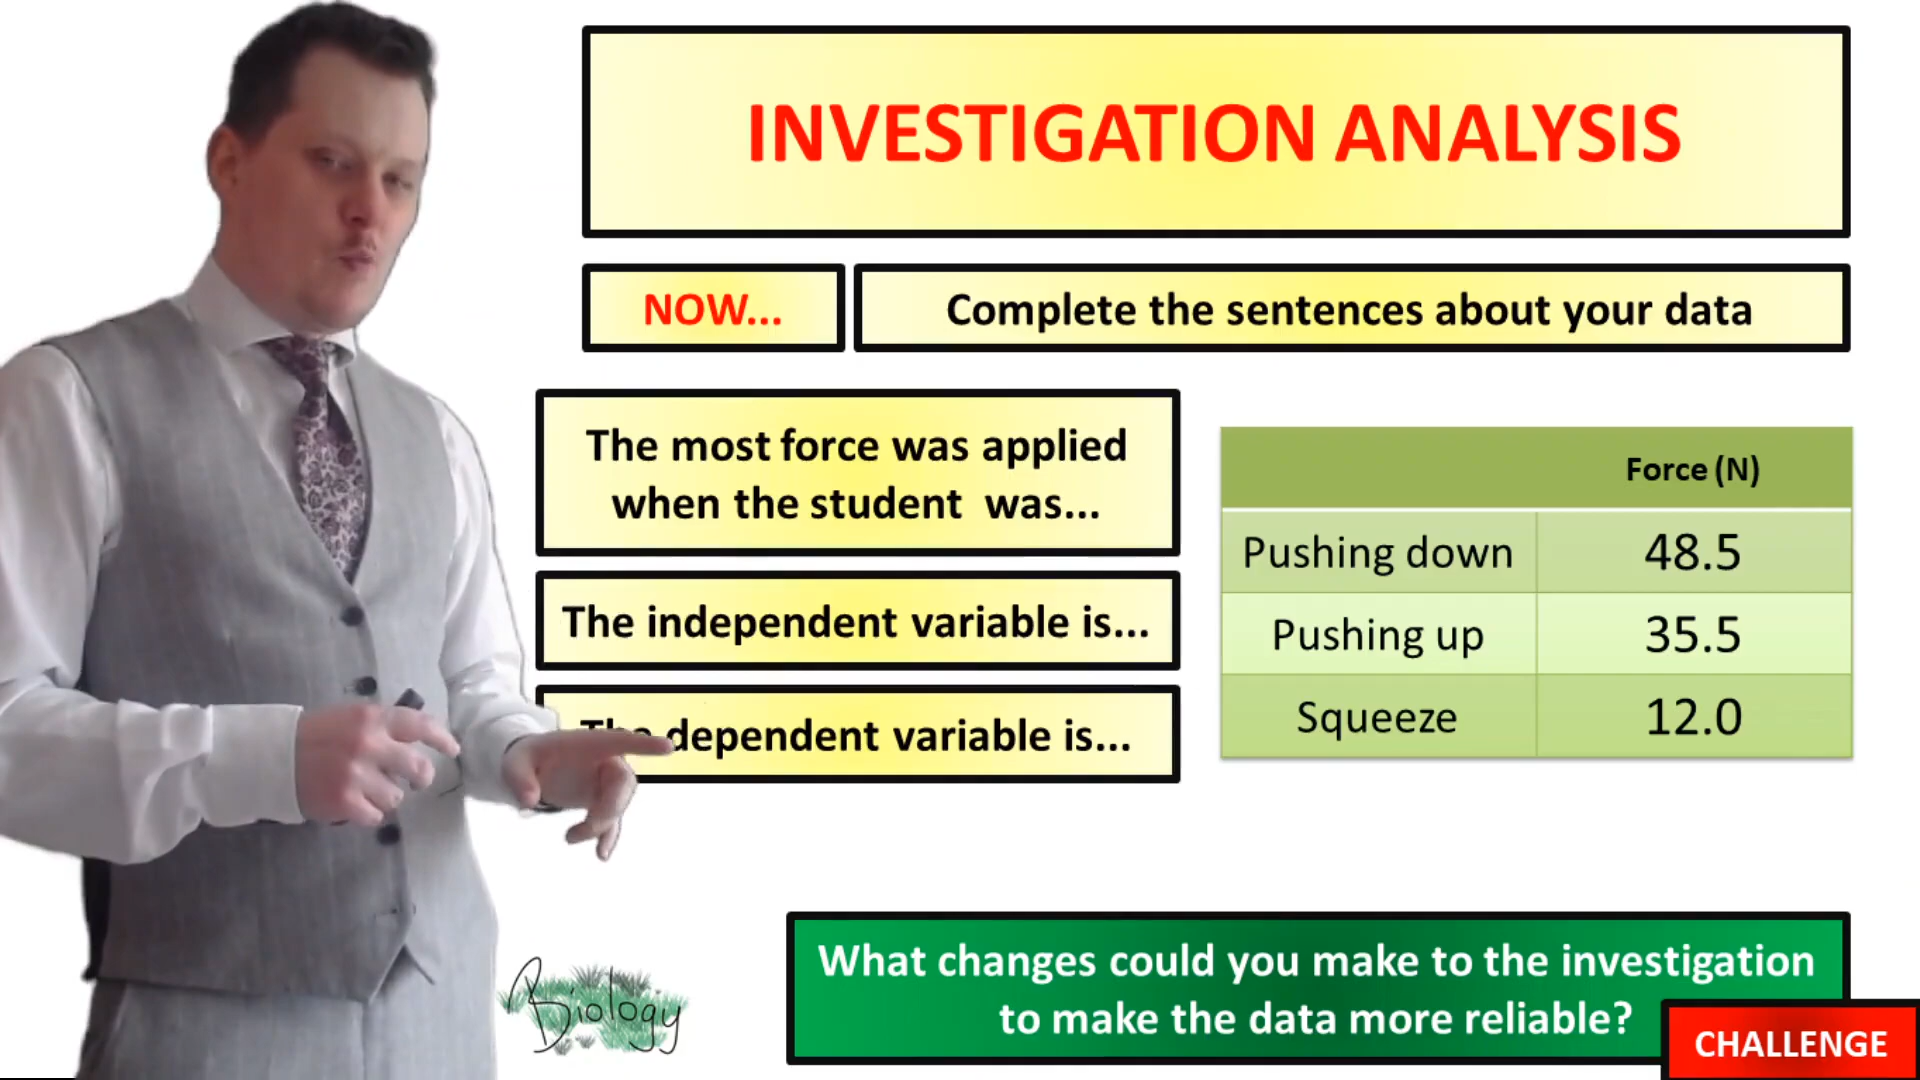 INVESTIGATION ANALYSIS
NOW...
Complete the sentences about your data
The most force was applied
when the student was...
The independent variable is...
The dependent variable is...
Force (N)
Pushing down 48.5
Pushing up 35.5
Squeeze 12.0
Biology
What changes could you make to the investigation
to make the data more reliable?
CHALLENGE